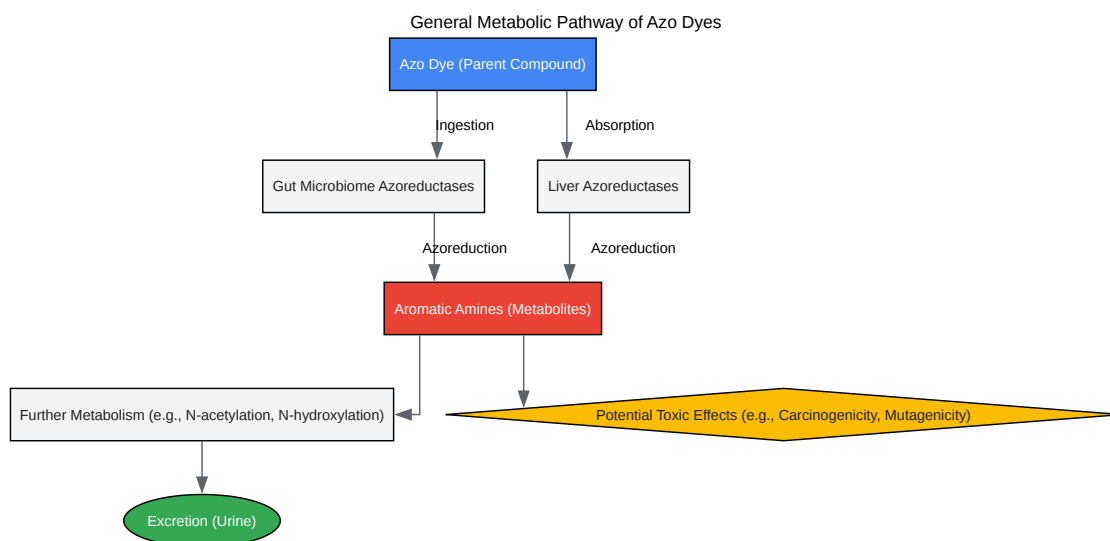 General Metabolic Pathway of Azo Dyes
Azo Dye (Parent Compound)
Ingestion
Absorption
Gut Microbiome Azoreductases
Liver Azoreductases
Azoreduction
Azoreduction
Aromatic Amines (Metabolites)
Further Metabolism (e.g., N-acetylation, N-hydroxylation)
Potential Toxic Effects (e.g., Carcinogenicity, Mutagenicity)
Excretion (Urine)